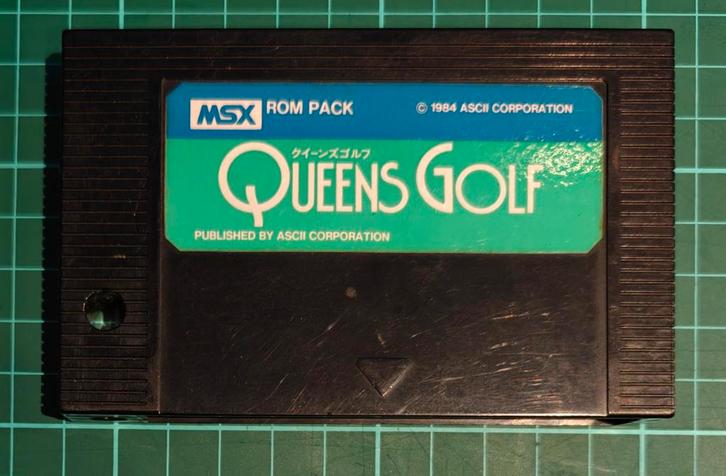 MSX ROM PACK © 1984 ASCII CORPORATION
クイーンズゴルフ
QUEENS GOLF
PUBLISHED BY ASCII CORPORATION